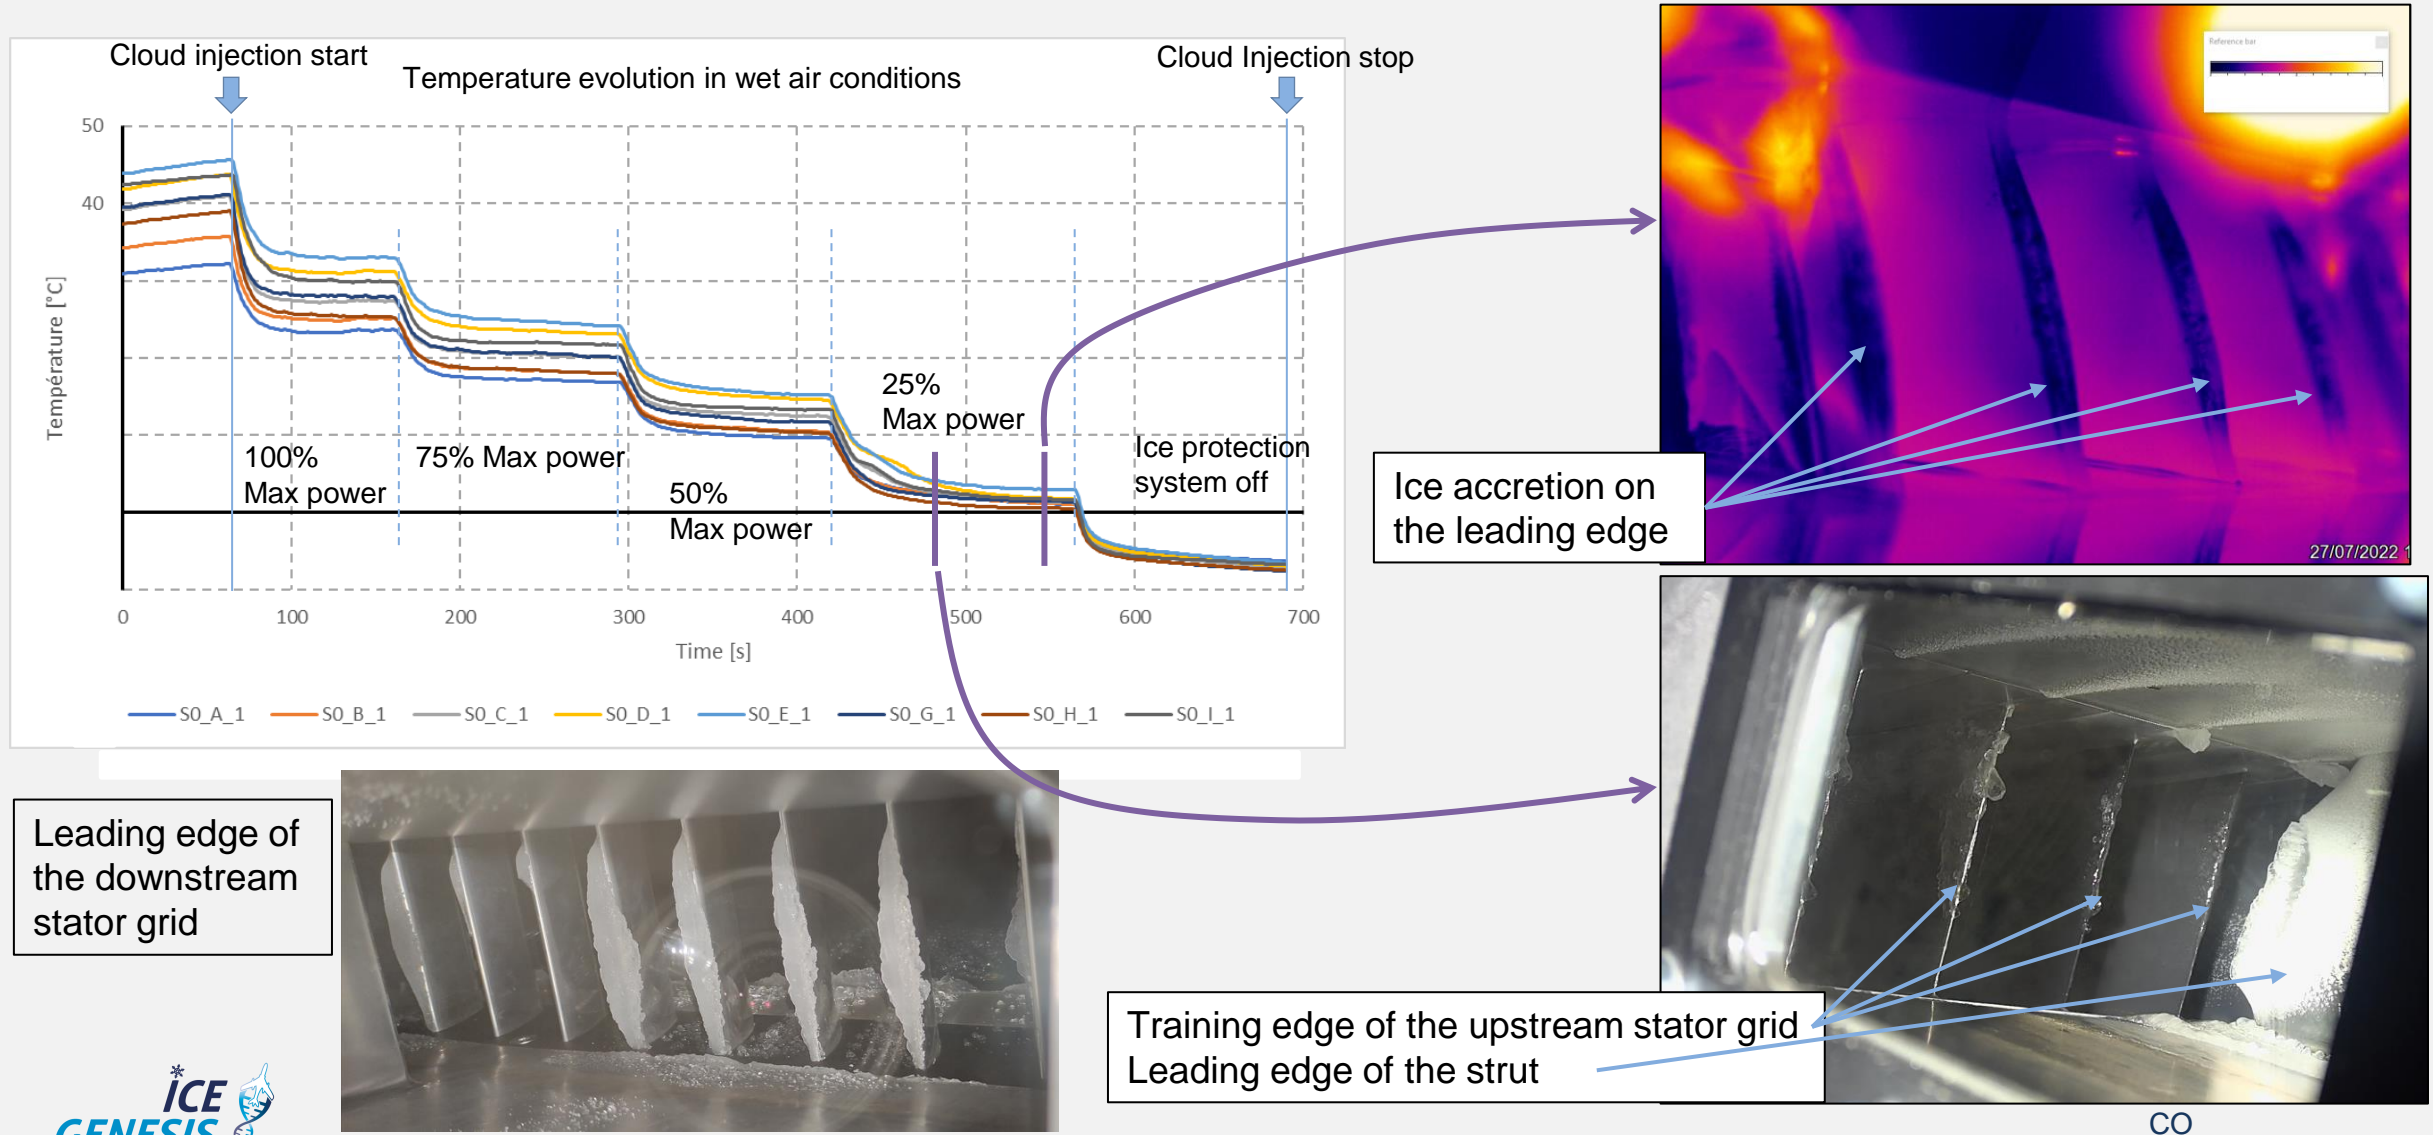 Cloud injection start
Temperature evolution in wet air conditions
Cloud Injection stop
50
40
Température [°C]
100%
Max power
75% Max power
50%
Max power
25%
Max power
Ice protection
system off
0
100
200
300
400
500
600
700
Time [s]
S0_A_1
S0_B_1
S0_C_1
S0_D_1
S0_E_1
S0_G_1
S0_H_1
S0_I_1
Reference bar
27/07/2022 1
Ice accretion on
the leading edge
Leading edge of
the downstream
stator grid
Training edge of the upstream stator grid
Leading edge of the strut
ICE
GENESIS
CO